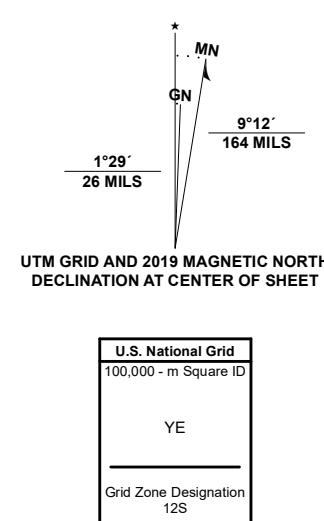 ★
MN
GN
9°12´
164 MILS
1°29´
26 MILS
UTM GRID AND 2019 MAGNETIC NORTH
DECLINATION AT CENTER OF SHEET
U.S. National Grid
100,000 - m Square ID
YE
Grid Zone Designation
12S